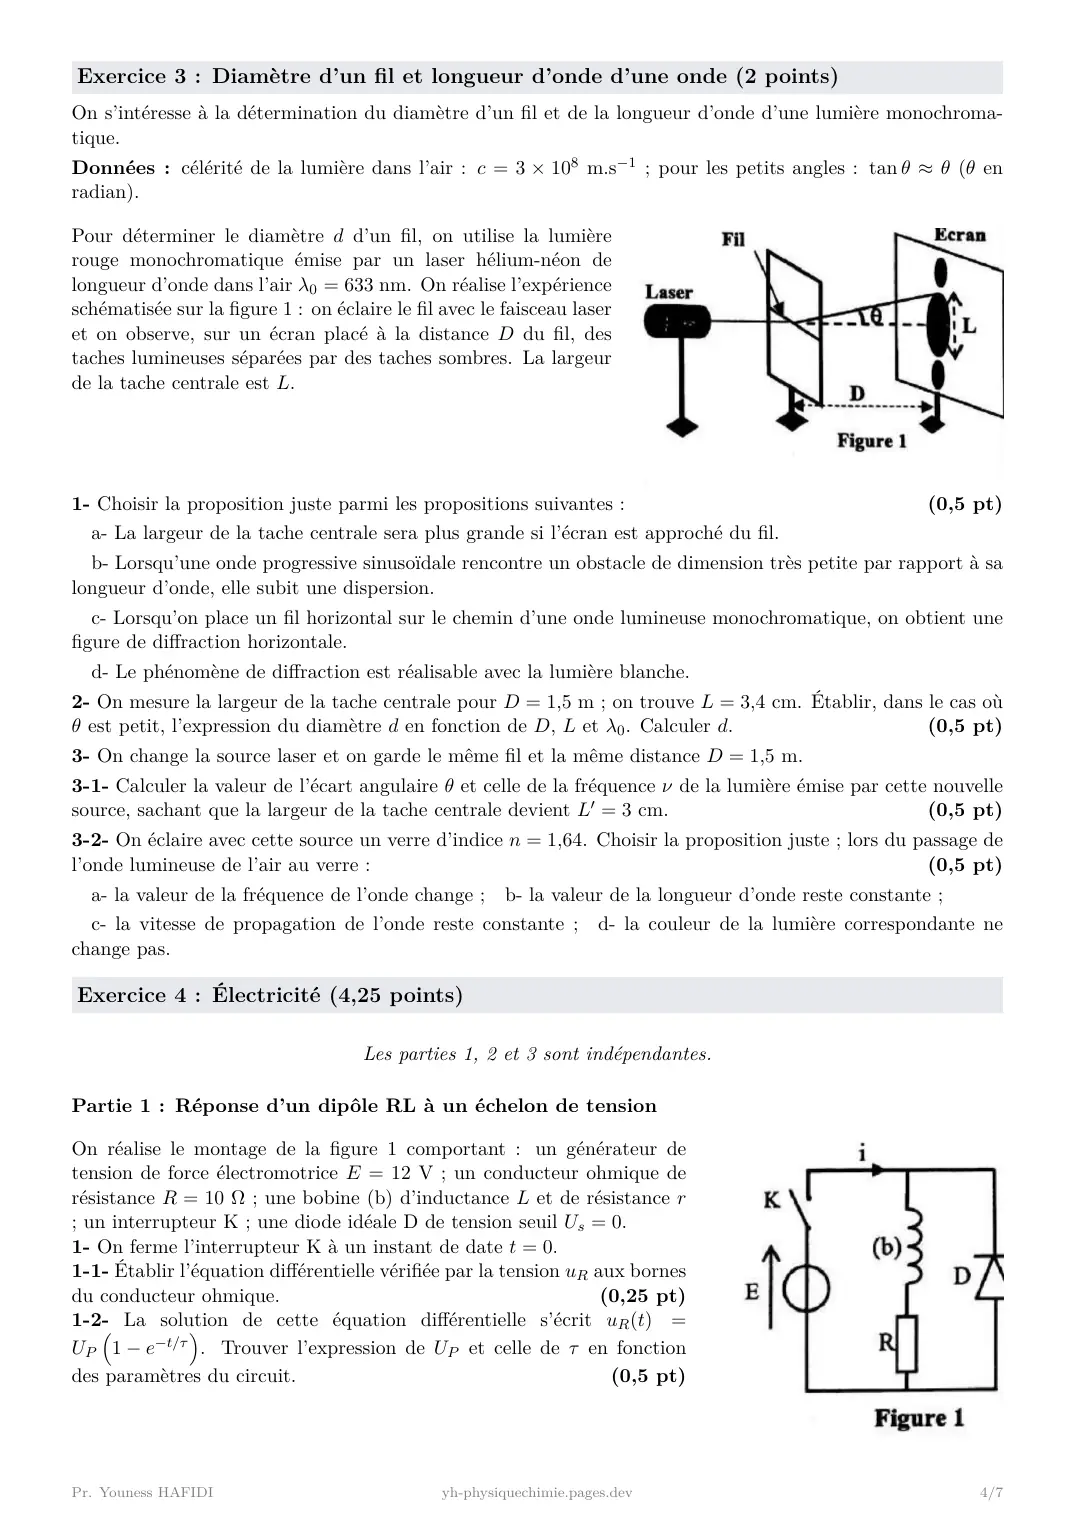 Exercice 3 : Diamètre d'un fil et longueur d'onde d'une onde (2 points)
On s'intéresse à la détermination du diamètre d'un fil et de la longueur d'onde d'une lumière monochroma-
tique.
Données : célérité de la lumière dans l'air : c = 3 × 10⁸ m.s⁻¹ ; pour les petits angles : tan θ ≈ θ (θ en
radian).
Pour déterminer le diamètre d d'un fil, on utilise la lumière
rouge monochromatique émise par un laser hélium-néon de
longueur d'onde dans l'air λ₀ = 633 nm. On réalise l'expérience
schématisée sur la figure 1 : on éclaire le fil avec le faisceau laser
et on observe, sur un écran placé à la distance D du fil, des
taches lumineuses séparées par des taches sombres. La largeur
de la tache centrale est L.
Fil
Ecran
Laser
θ
L
D
Figure 1
1- Choisir la proposition juste parmi les propositions suivantes : (0,5 pt)
a- La largeur de la tache centrale sera plus grande si l'écran est approché du fil.
b- Lorsqu'une onde progressive sinusoïdale rencontre un obstacle de dimension très petite par rapport à sa
longueur d'onde, elle subit une dispersion.
c- Lorsqu'on place un fil horizontal sur le chemin d'une onde lumineuse monochromatique, on obtient une
figure de diffraction horizontale.
d- Le phénomène de diffraction est réalisable avec la lumière blanche.
2- On mesure la largeur de la tache centrale pour D = 1,5 m ; on trouve L = 3,4 cm. Établir, dans le cas où
θ est petit, l'expression du diamètre d en fonction de D, L et λ₀. Calculer d. (0,5 pt)
3- On change la source laser et on garde le même fil et la même distance D = 1,5 m.
3-1- Calculer la valeur de l'écart angulaire θ et celle de la fréquence ν de la lumière émise par cette nouvelle
source, sachant que la largeur de la tache centrale devient L′ = 3 cm. (0,5 pt)
3-2- On éclaire avec cette source un verre d'indice n = 1,64. Choisir la proposition juste ; lors du passage de
l'onde lumineuse de l'air au verre : (0,5 pt)
a- la valeur de la fréquence de l'onde change ; b- la valeur de la longueur d'onde reste constante ;
c- la vitesse de propagation de l'onde reste constante ; d- la couleur de la lumière correspondante ne
change pas.
Exercice 4 : Électricité (4,25 points)
Les parties 1, 2 et 3 sont indépendantes.
Partie 1 : Réponse d'un dipôle RL à un échelon de tension
On réalise le montage de la figure 1 comportant : un générateur de
tension de force électromotrice E = 12 V ; un conducteur ohmique de
résistance R = 10 Ω ; une bobine (b) d'inductance L et de résistance r
; un interrupteur K ; une diode idéale D de tension seuil Uₛ = 0.
1- On ferme l'interrupteur K à un instant de date t = 0.
1-1- Établir l'équation différentielle vérifiée par la tension u_R aux bornes
du conducteur ohmique. (0,25 pt)
1-2- La solution de cette équation différentielle s'écrit u_R(t) =
U_P (1 − e^{−t/τ}). Trouver l'expression de U_P et celle de τ en fonction
des paramètres du circuit. (0,5 pt)
i
K
(b)
D
E
R
Figure 1
Pr. Youness HAFIDI yh-physiquechimie.pages.dev 4/7